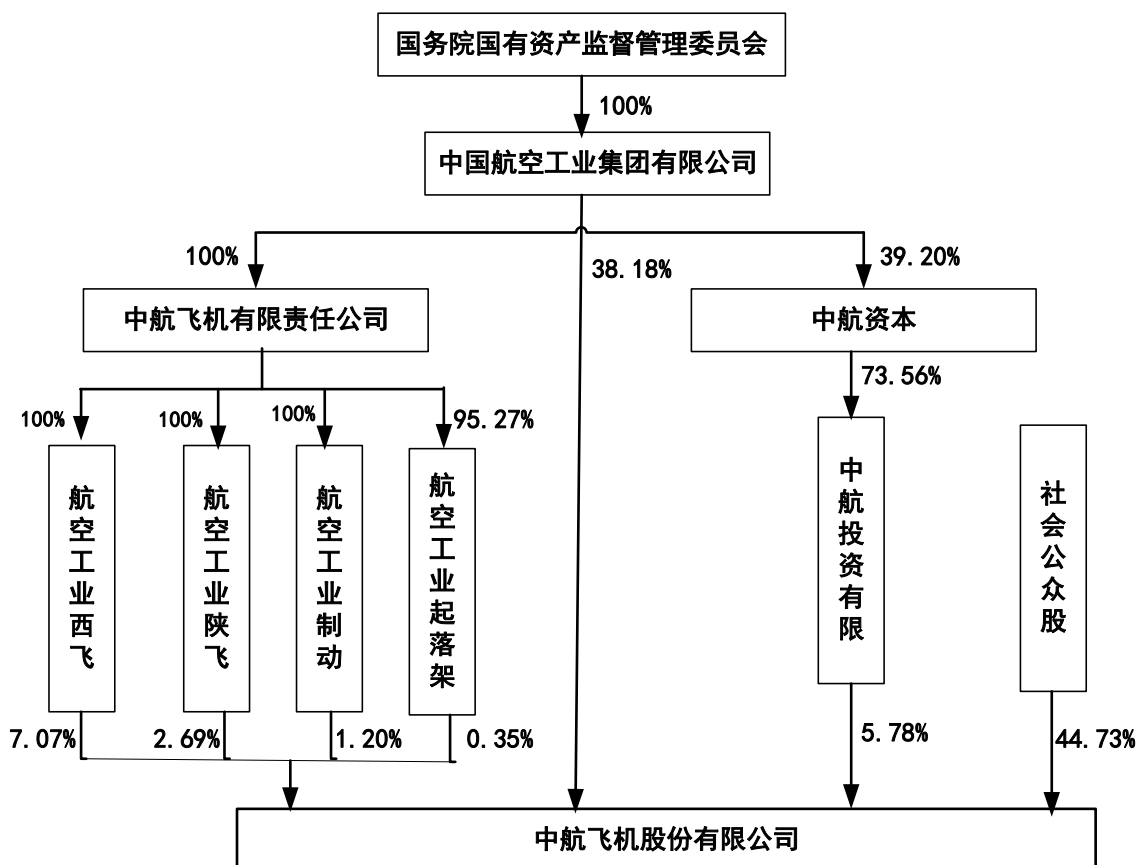 国务院国有资产监督管理委员会
100%
中国航空工业集团有限公司
100%
38.18%
39.20%
中航飞机有限责任公司
中航资本
73.56%
100%
100%
100%
95.27%
航空工业西飞
航空工业陕飞
航空工业制动
航空工业起落架
中航投资有限
社会公众股
7.07%
2.69%
1.20%
0.35%
5.78%
44.73%
中航飞机股份有限公司